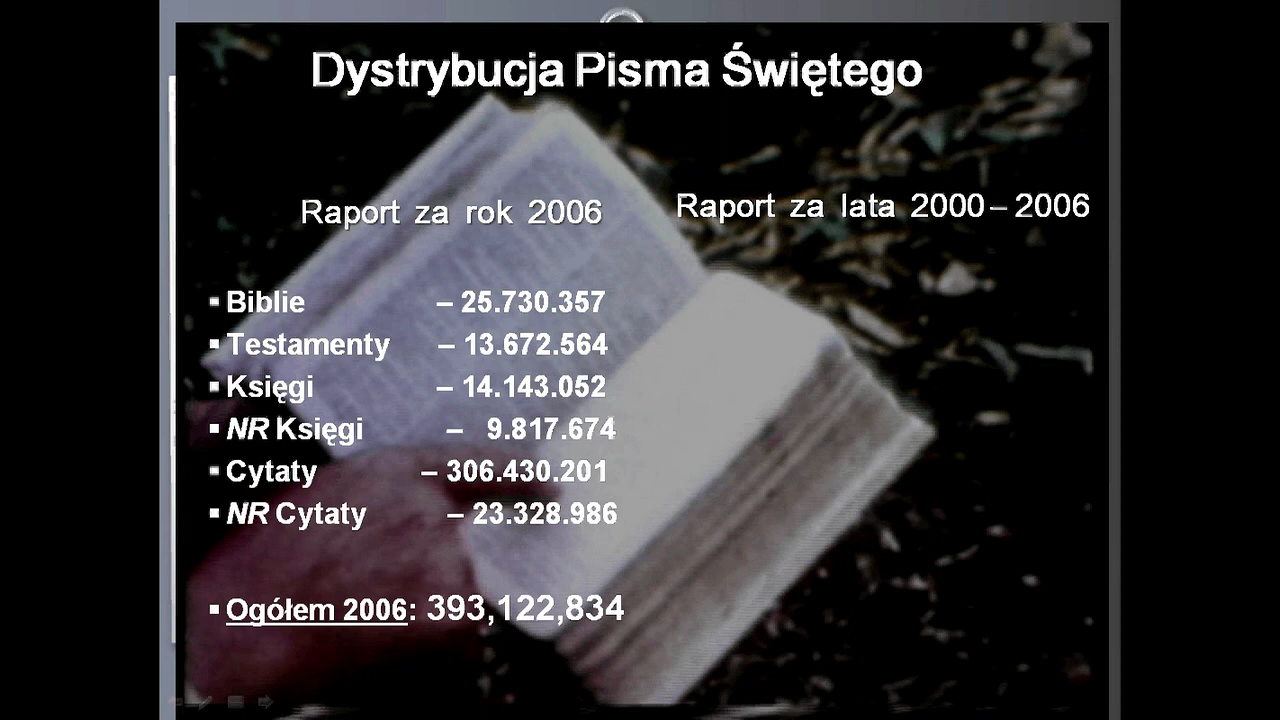 Dystrybucja Pisma Świętego
Raport za rok 2006
Raport za lata 2000 – 2006
▪ Biblie – 25.730.357
▪ Testamenty – 13.672.564
▪ Księgi – 14.143.052
▪ NR Księgi – 9.817.674
▪ Cytaty – 306.430.201
▪ NR Cytaty – 23.328.986
▪ Ogółem 2006: 393,122,834